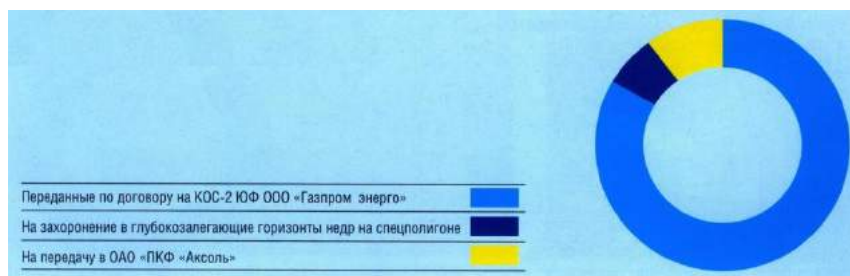 Переданные по договору на КОС-2 ЮФ ООО «Газпром энерго»
На захоронение в глубокозалегающие горизонты недр на спецполигоне
На передачу в ОАО «ПКФ «Аксоль»